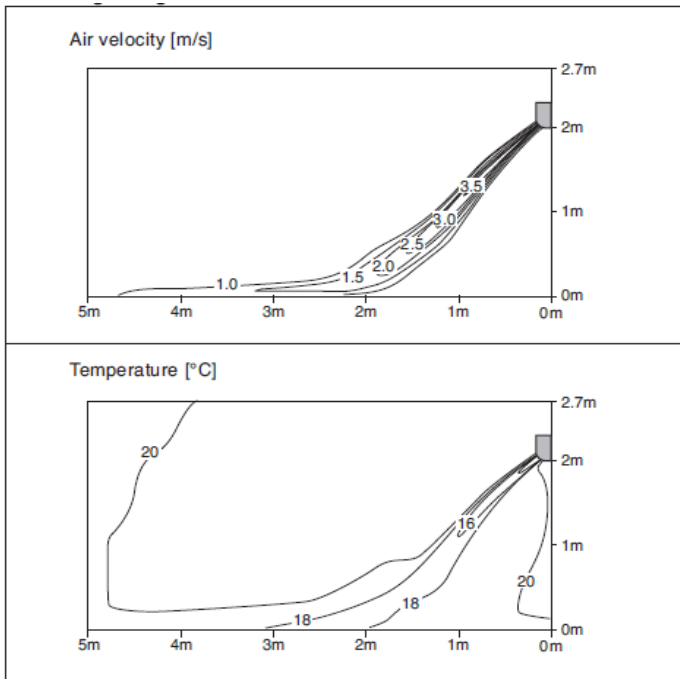 Air velocity [m/s]
2.7m
2m
3.5
1m
3.0
2.5
2.0
1.5
1.0
0m
5m 4m 3m 2m 1m 0m
Temperature [°C]
2.7m
20
2m
16
1m
20
18
18
0m
5m 4m 3m 2m 1m 0m